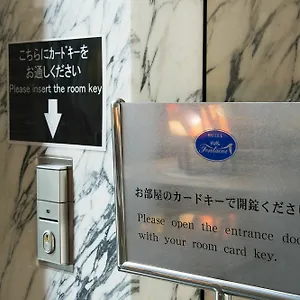 こちらにカードキーを
お通しください
Please insert the room key
お部屋のカードキーで開錠くださ
Please open the entrance doo
with your room card key.